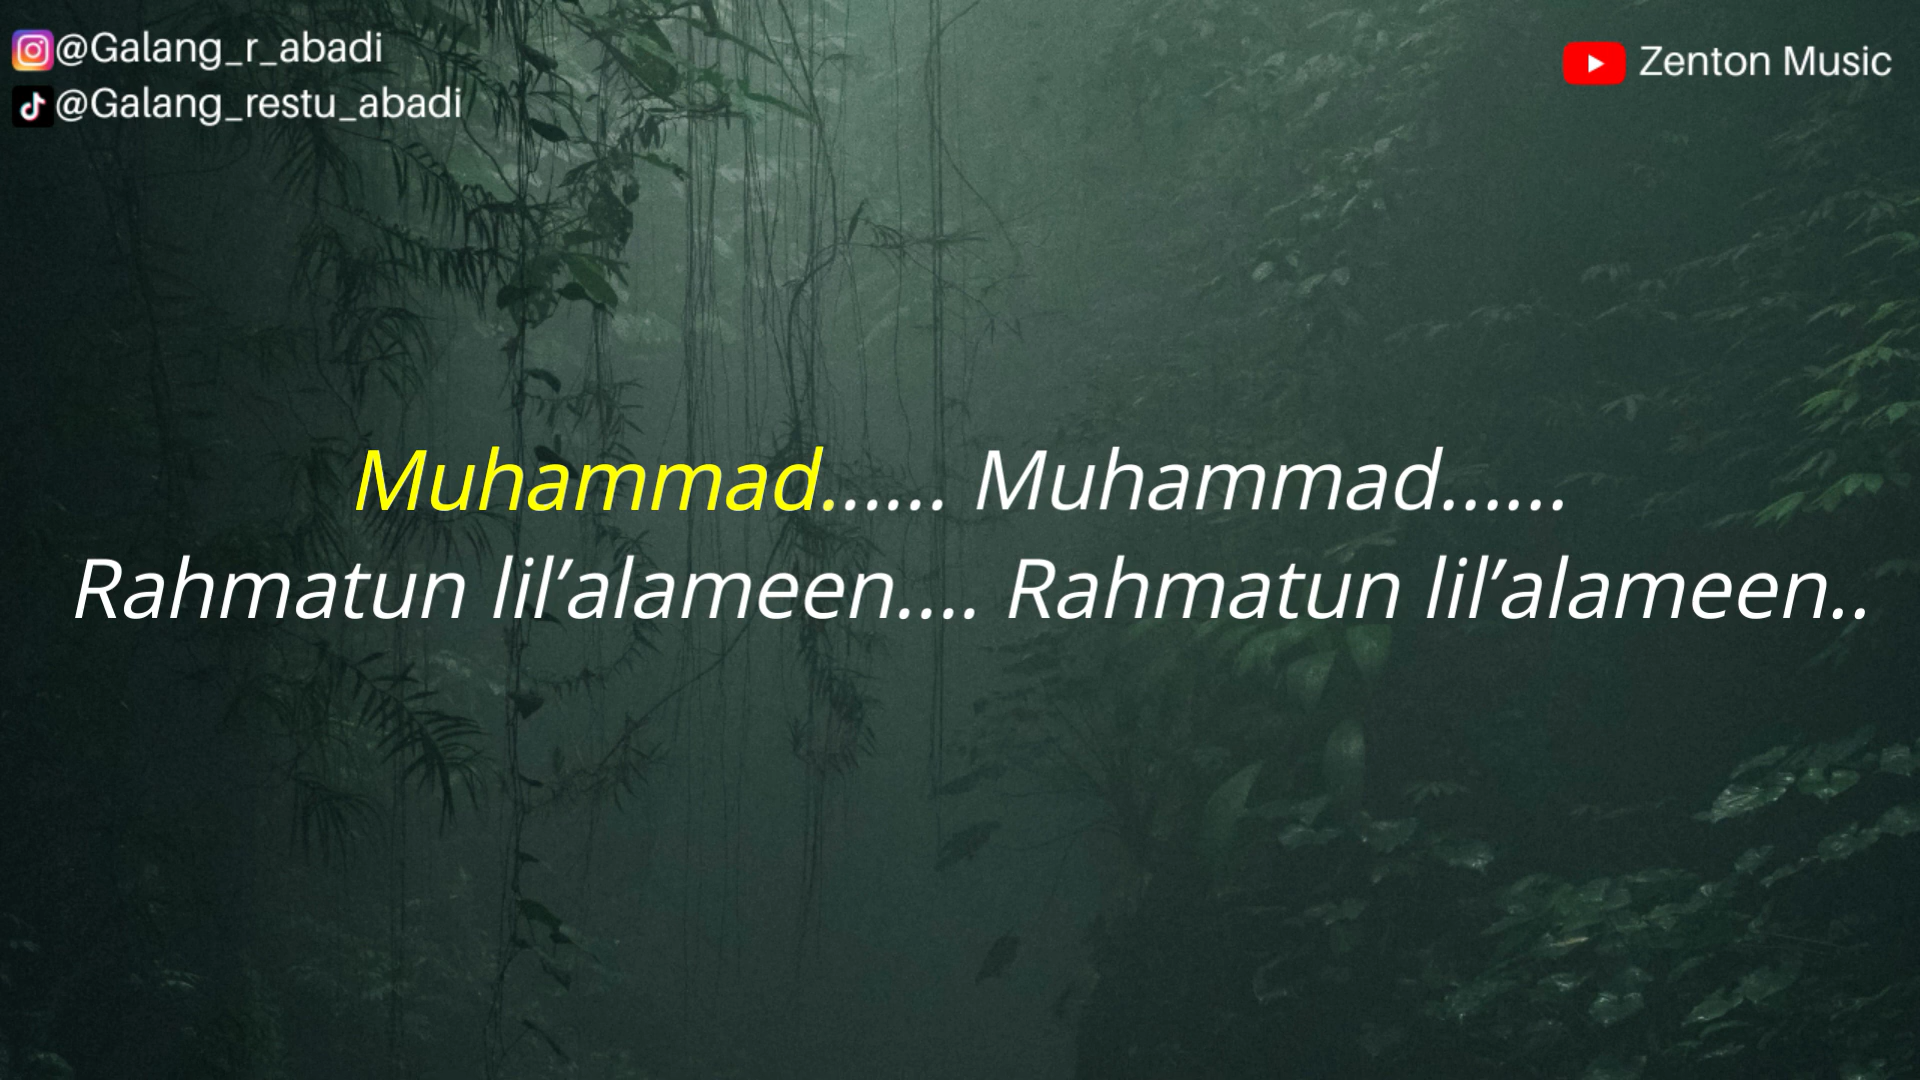 @Galang_r_abadi
@Galang_restu_abadi
Zenton Music
Muhammad...... Muhammad......
Rahmatun lil’alameen.... Rahmatun lil’alameen..